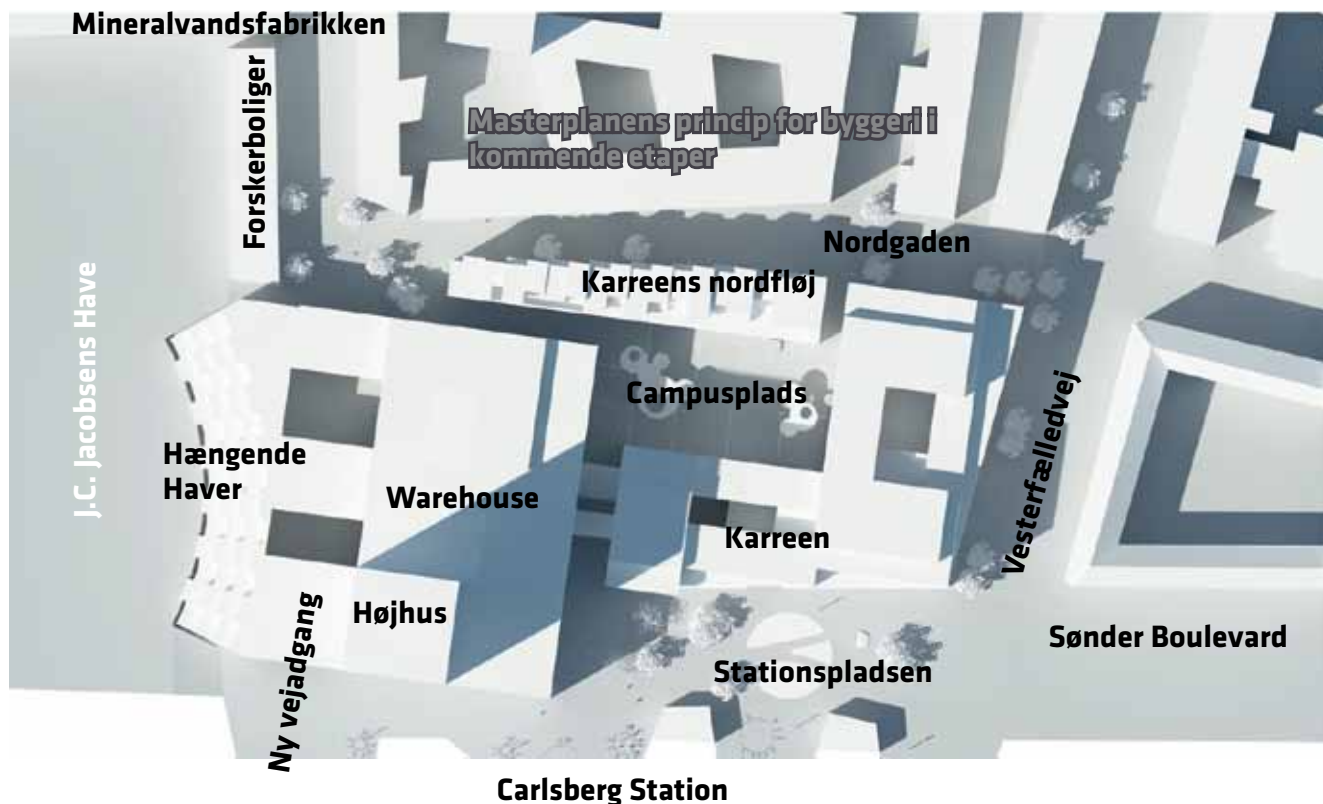 Mineralvandsfabrikken
Forskerboliger
Masterplanens princip for byggeri i
kommende etaper
Nordgaden
Karreens nordfløj
J.C. Jacobsens Have
Campusplads
Vesterfælledvej
Hængende
Haver
Warehouse
Karreen
Ny vejadgang
Højhus
Sønder Boulevard
Stationspladsen
Carlsberg Station